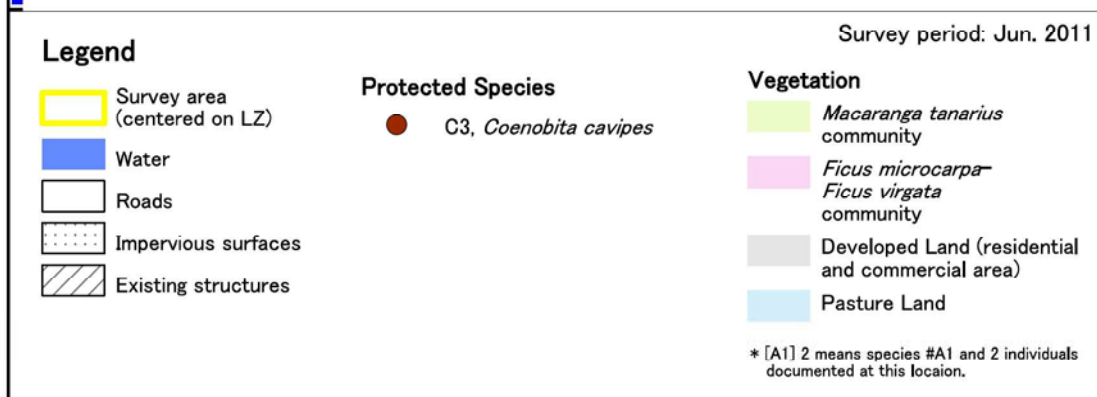 Survey period: Jun. 2011
Legend
Survey area
(centered on LZ)
Water
Roads
Impervious surfaces
Existing structures
Protected Species
C3, Coenobita cavipes
Vegetation
Macaranga tanarius
community
Ficus microcarpa-
Ficus virgata
community
Developed Land (residential
and commercial area)
Pasture Land
* [A1] 2 means species #A1 and 2 individuals
documented at this locaion.